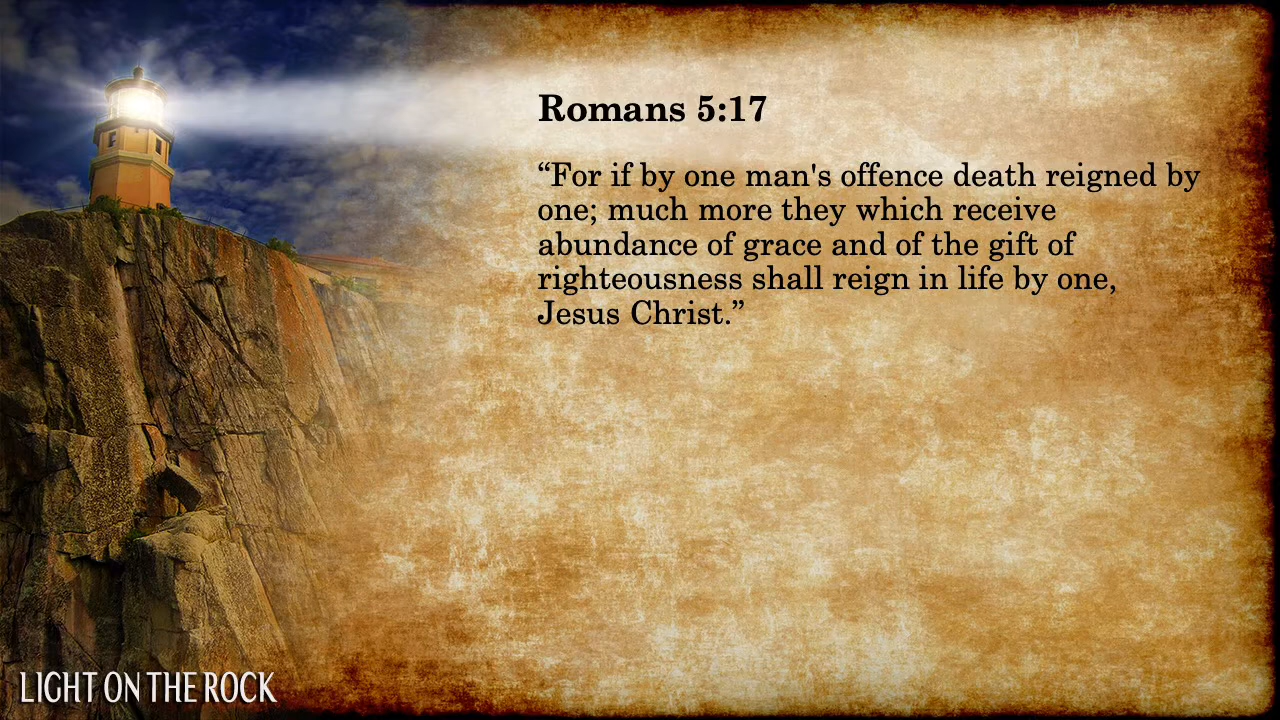 Romans 5:17
“For if by one man's offence death reigned by
one; much more they which receive
abundance of grace and of the gift of
righteousness shall reign in life by one,
Jesus Christ.”
LIGHT ON THE ROCK